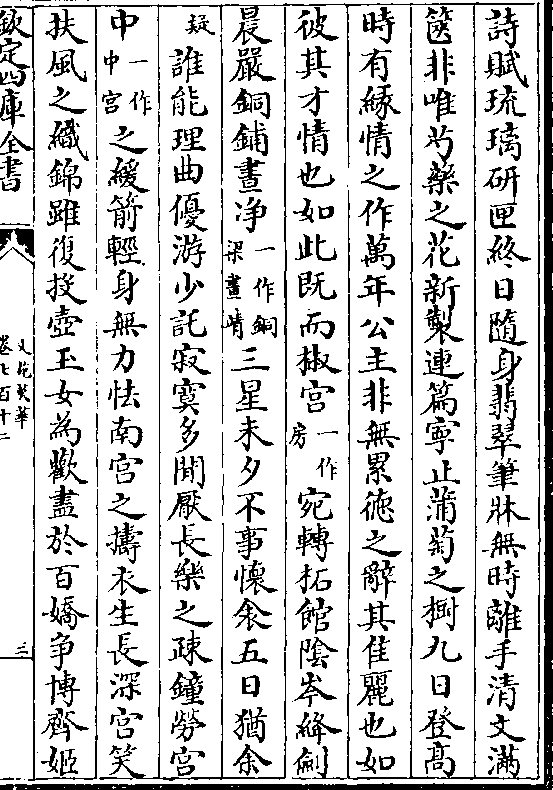 詩賦琉璃研匣終日隨身翡翠筆牀無時離手清文滿
篋非唯芍藥之花新製連篇寧止蒲萄之樹九日登高
時有緣情之作萬年公主非無累徳之辭其佳麗也如
彼其才情也如此既而椒宫一作房宛轉拓館陰岑絳劍
晨嚴銅鋪晝净一作銅梁晝靖三星未夕不事懷衾五日猶余
疑誰能理曲優游少託寂寞多閒厭長樂之疎鐘勞宫
中一作中宫之緩箭輕身無力怯南宫之擣衣生長深宫笑
扶風之織錦雖復投壺玉女為歡盡於百嬌争博齊姬
欽定四庫全書
文苑英華
卷七百十二
三